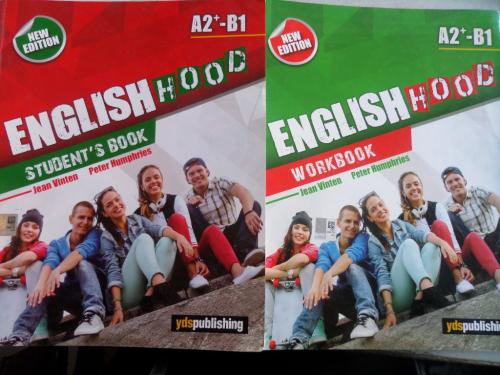 NEW
EDITION
A2+-B1
ENGLISH HOOD
STUDENT'S BOOK
Jean Vinten Peter Humphries
ydspublishing
NEW
EDITION
A2+-B1
ENGLISH HOOD
WORKBOOK
Jean Vinten Peter Humphries
ydspublishing